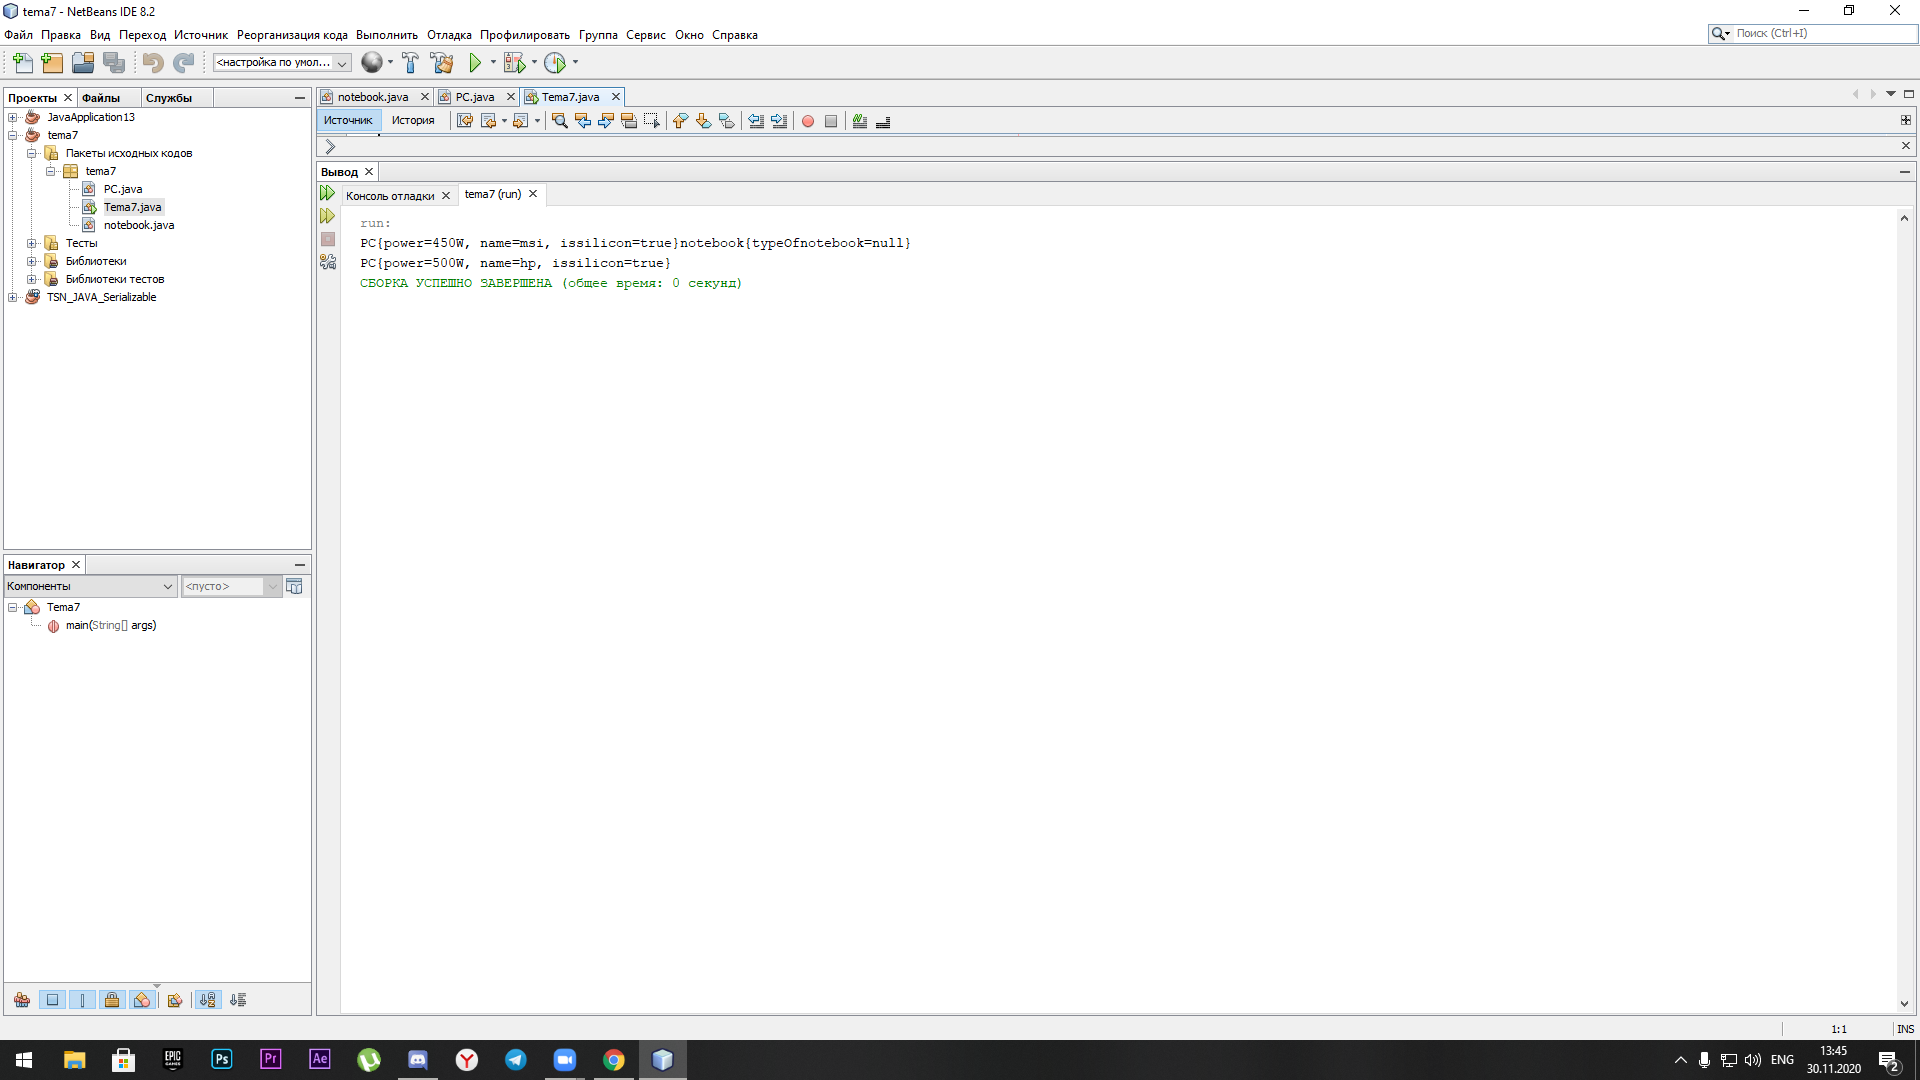 tema7 - NetBeans IDE 8.2
Файл Правка Вид Переход Источник Реорганизация кода Выполнить Отладка Профилировать Группа Сервис Окно Справка
Поиск (Ctrl+I)
<настройка по умол...
Проекты Файлы Службы
JavaApplication13
tema7
Пакеты исходных кодов
tema7
PC.java
Tema7.java
notebook.java
Тесты
Библиотеки
Библиотеки тестов
TSN_JAVA_Serializable
notebook.java PC.java Tema7.java
Источник История
Вывод
Консоль отладки tema7 (run)
run:
PC{power=450W, name=msi, issilicon=true}notebook{typeOfnotebook=null}
PC{power=500W, name=hp, issilicon=true}
СБОРКА УСПЕШНО ЗАВЕРШЕНА (общее время: 0 секунд)
Навигатор
Компоненты <пусто>
Tema7
main(String[] args)
1:1 INS
EPIC GAMES Ps Pr Ae
ENG
13:45
30.11.2020
2